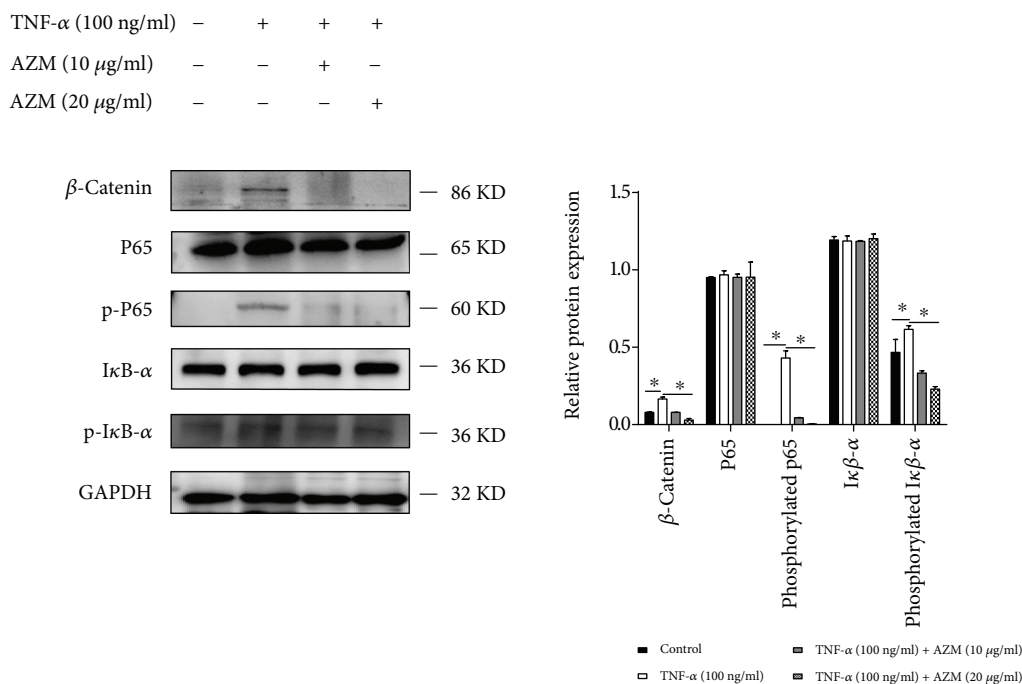 TNF-α (100 ng/ml) − + + +
AZM (10 μg/ml) − − + −
AZM (20 μg/ml) − − − +
β-Catenin — 86 KD
P65 — 65 KD
p-P65 — 60 KD
IκB-α — 36 KD
p-IκB-α — 36 KD
GAPDH — 32 KD
Relative protein expression
1.5
1.0
0.5
0.0
* * * * * *
β-Catenin
P65
Phosphorylated p65
Iκβ-α
Phosphorylated Iκβ-α
Control
TNF-α (100 ng/ml)
TNF-α (100 ng/ml) + AZM (10 μg/ml)
TNF-α (100 ng/ml) + AZM (20 μg/ml)